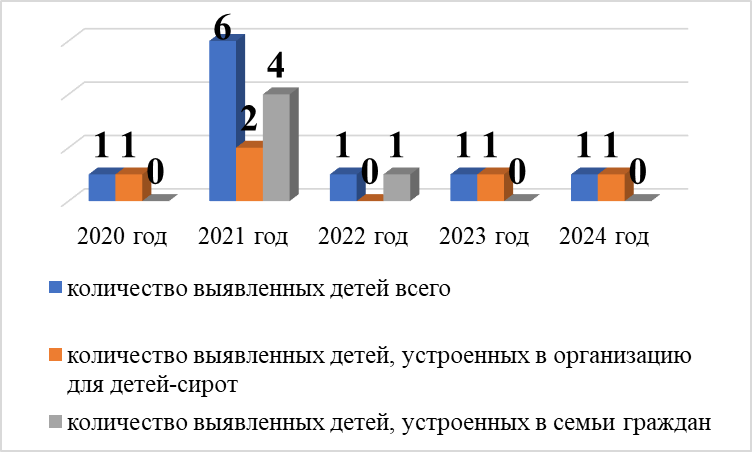 6
4
2
1 1 0
1 0 1
1 1 0
1 1 0
2020 год 2021 год 2022 год 2023 год 2024 год
количество выявленных детей всего
количество выявленных детей, устроенных в организацию
для детей-сирот
количество выявленных детей, устроенных в семьи граждан